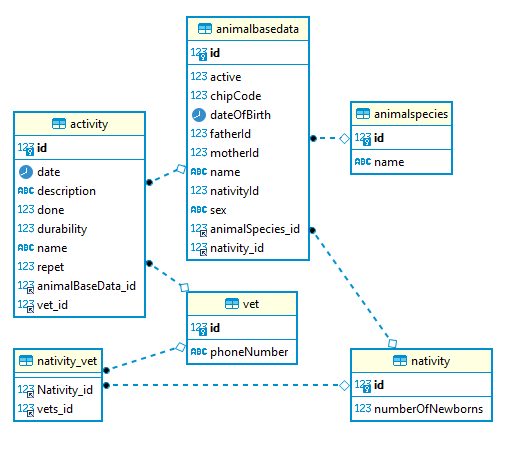 animalbasedata
123 id
123 active
123 chipCode
dateOfBirth
123 fatherId
123 motherId
ABC name
123 nativityId
ABC sex
123 animalSpecies_id
123 nativity_id
animalspecies
123 id
ABC name
activity
123 id
date
ABC description
123 done
123 durability
ABC name
123 repet
123 animalBaseData_id
123 vet_id
vet
123 id
ABC phoneNumber
nativity_vet
123 Nativity_id
123 vets_id
nativity
123 id
123 numberOfNewborns